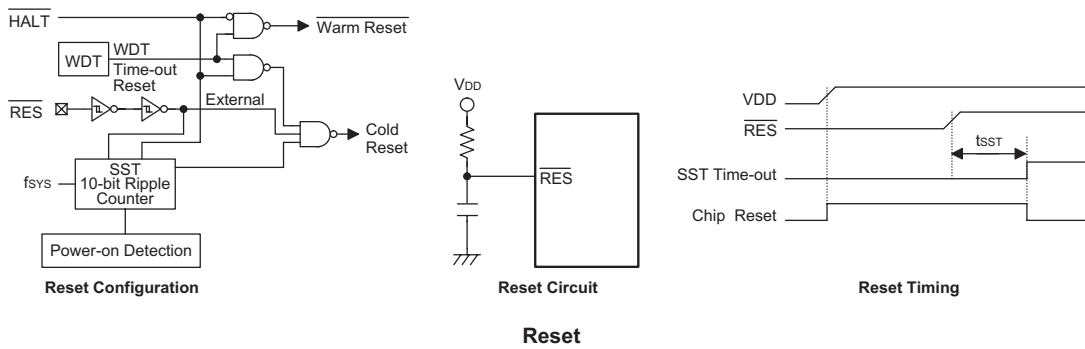 HALT
Warm Reset
WDT
WDT
Time-out
Reset
RES
External
Cold
Reset
SST
10-bit Ripple
Counter
fSYS
Power-on Detection
Reset Configuration
VDD
RES
Reset Circuit
VDD
RES
tSST
SST Time-out
Chip Reset
Reset Timing
Reset